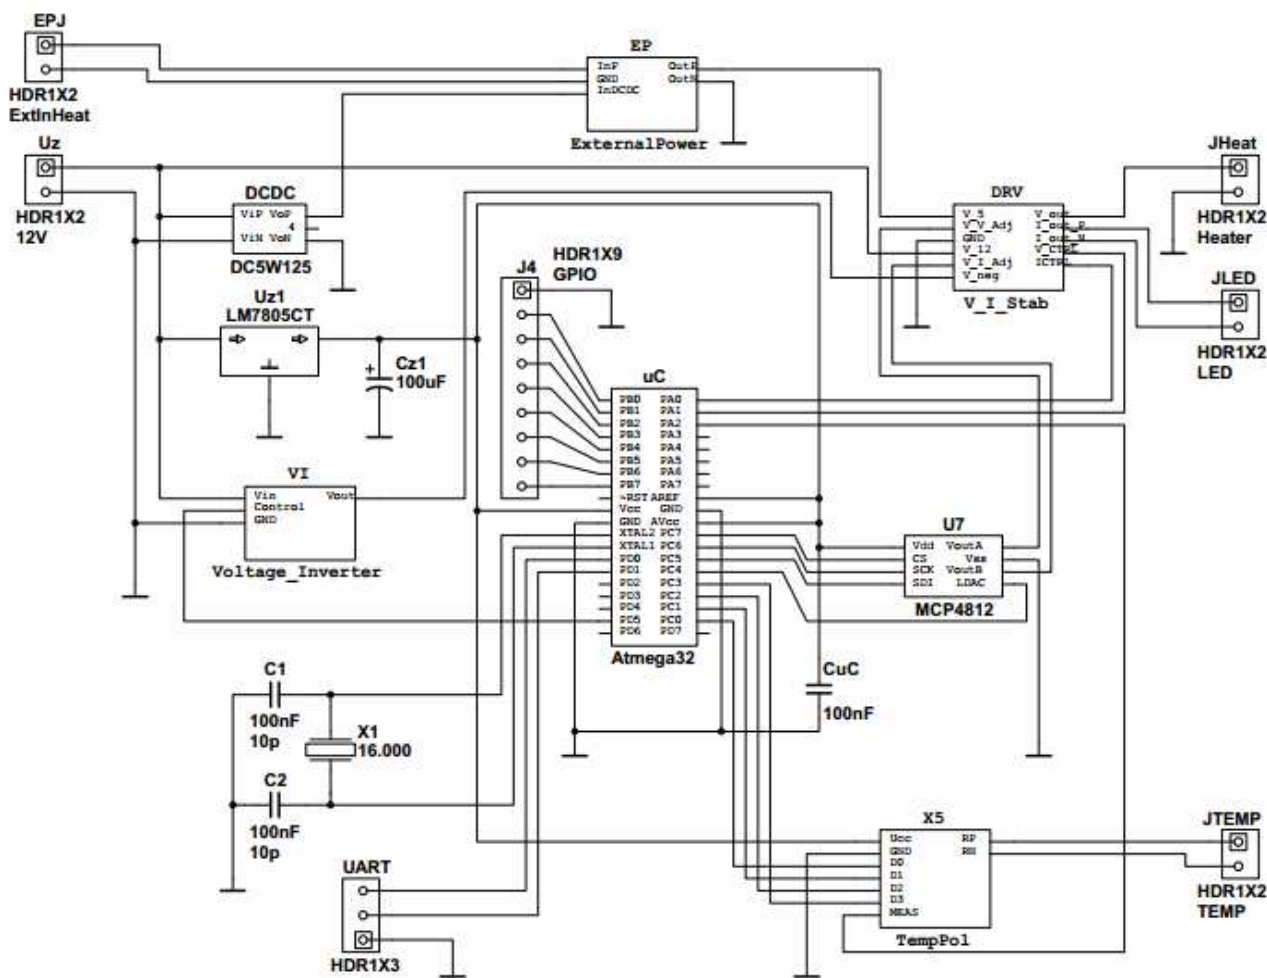 EPJ
HDR1X2
ExtInHeat
EP
InP OutP
GND OutN
InDCDC
ExternalPower
Uz
HDR1X2
12V
DCDC
ViP VoP
4
ViN VoN
DC5W125
Uz1
LM7805CT
+
Cz1
100uF
HDR1X9
J4 GPIO
DRV
V_5 V_out
V_V_Adj I_out_P
GND I_out_N
V_12 V_CTRL
V_I_Adj ICTRL
V_neg
V_I_Stab
JHeat
HDR1X2
Heater
JLED
HDR1X2
LED
VI
Vin Vout
Control
GND
Voltage_Inverter
uC
PB0 PA0
PB1 PA1
PB2 PA2
PB3 PA3
PB4 PA4
PB5 PA5
PB6 PA6
PB7 PA7
~RST AREF
Vcc GND
GND AVcc
XTAL2 PC7
XTAL1 PC6
PD0 PC5
PD1 PC4
PD2 PC3
PD3 PC2
PD4 PC1
PD5 PC0
PD6 PD7
Atmega32
U7
Vdd VoutA
CS Vss
SCK VoutB
SDI LDAC
MCP4812
CuC
100nF
C1
100nF
10p
X1
16.000
C2
100nF
10p
UART
HDR1X3
X5
Ucc RP
GND RN
D0
D1
D2
D3
MEAS
TempPol
JTEMP
HDR1X2
TEMP